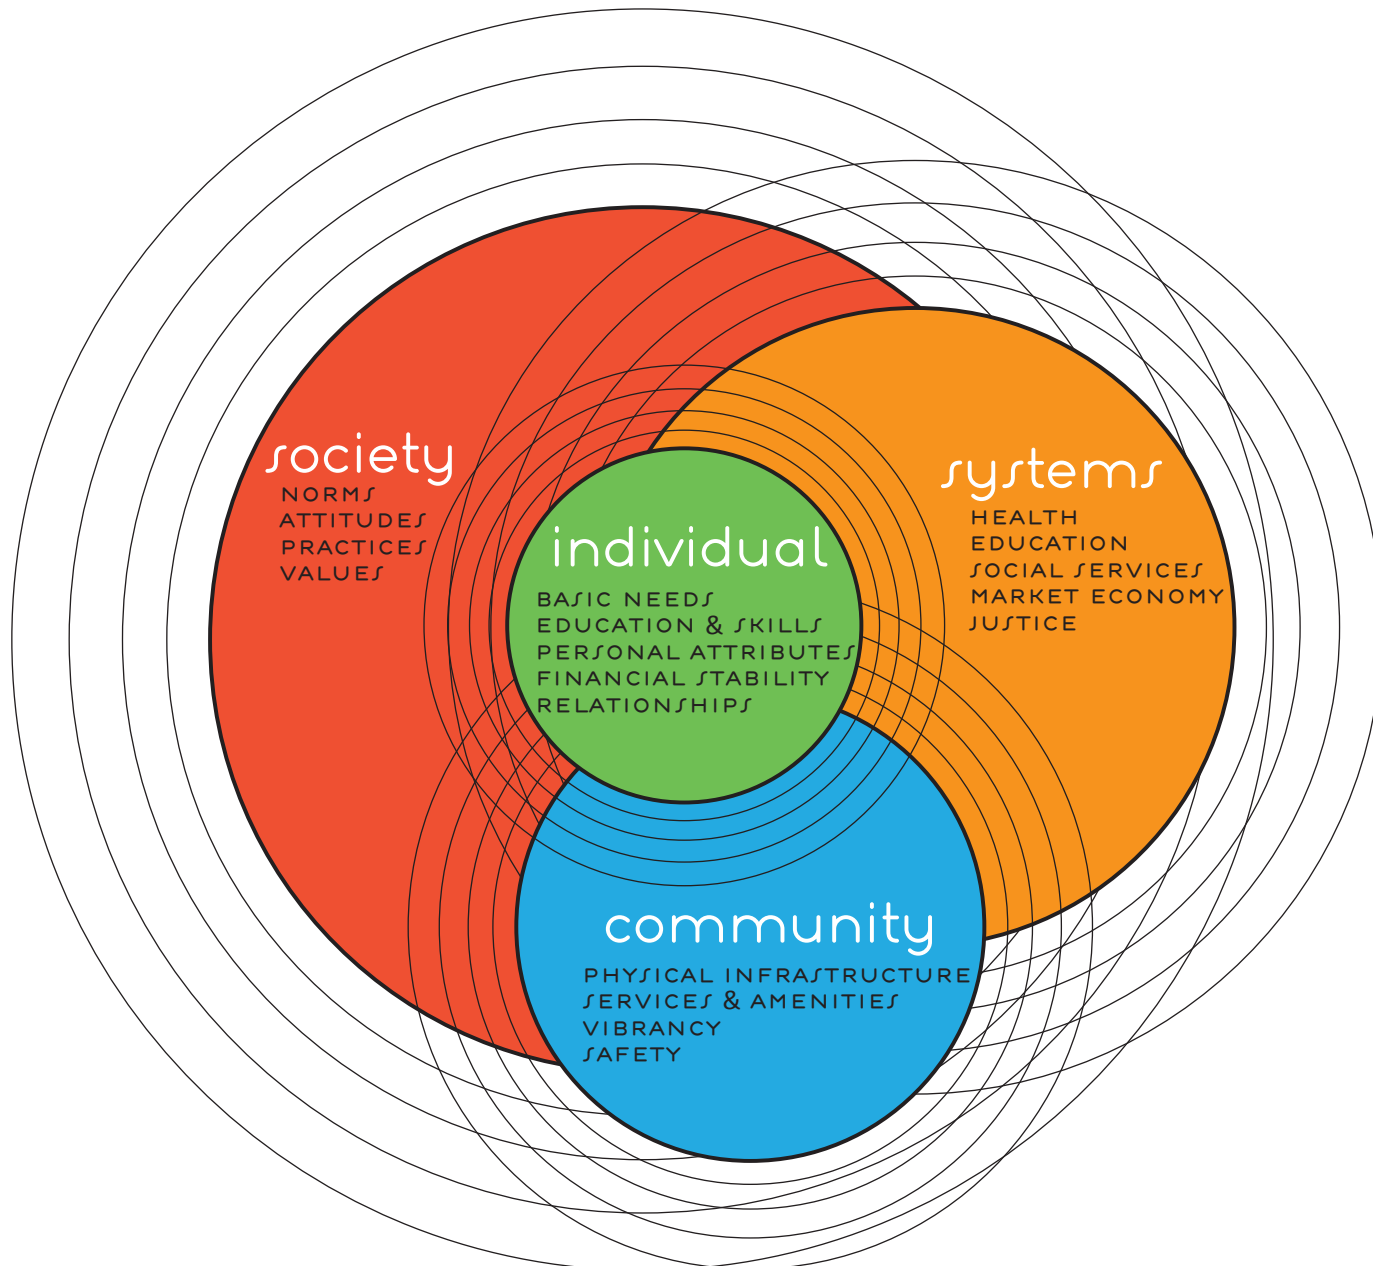 society
NORMS
ATTITUDES
PRACTICES
VALUES
systems
HEALTH
EDUCATION
SOCIAL SERVICES
MARKET ECONOMY
JUSTICE
individual
BASIC NEEDS
EDUCATION & SKILLS
PERSONAL ATTRIBUTES
FINANCIAL STABILITY
RELATIONSHIPS
community
PHYSICAL INFRASTRUCTURE
SERVICES & AMENITIES
VIBRANCY
SAFETY